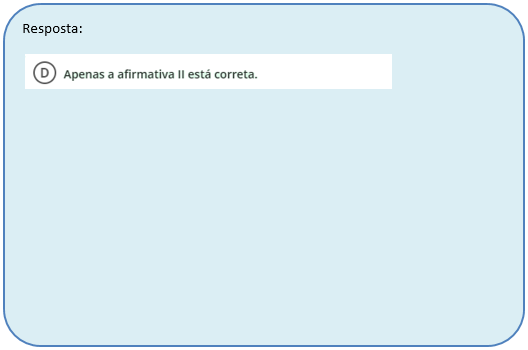 Resposta:
D Apenas a afirmativa II está correta.